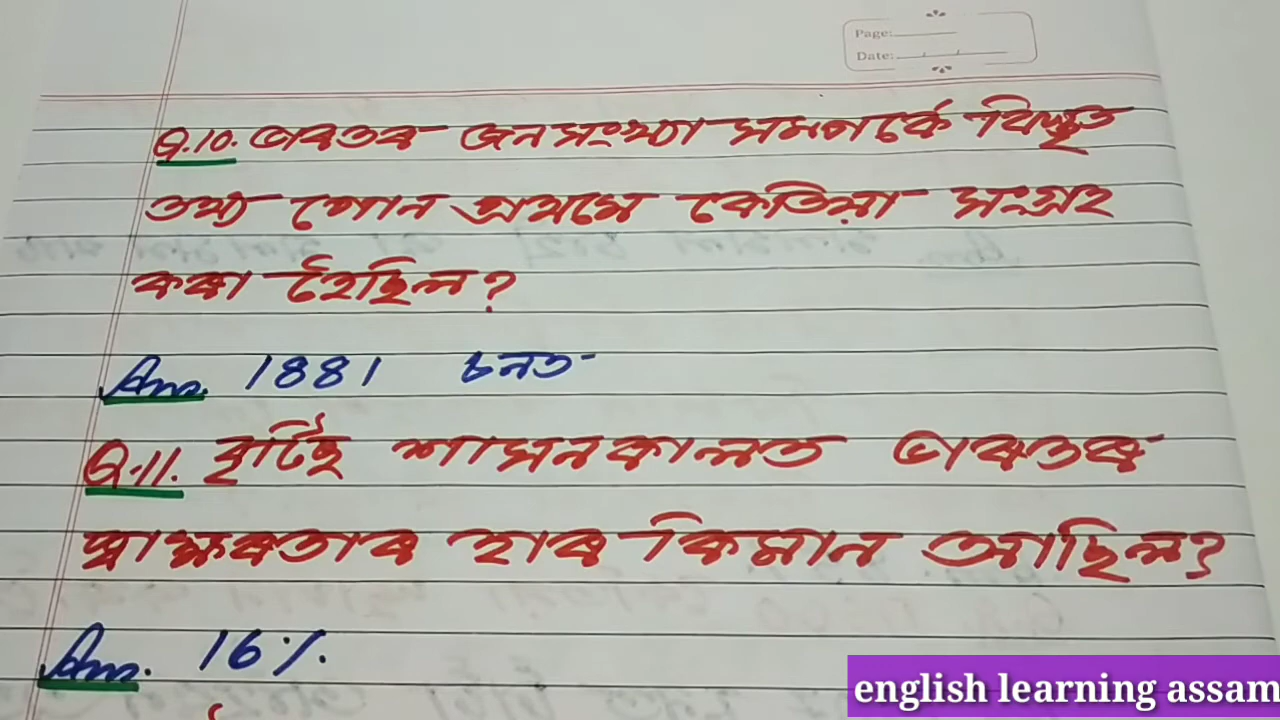 Page:
Date:
Q.10. ভাৰতৰ জনসংখ্যা সম্পৰ্কে বিস্তৃত
তথ্য পোন প্ৰথমে কেতিয়া সংগ্ৰহ
কৰা হৈছিল?
Ans. 1881 চনত
Q.11. বৃটিছ শাসনকালত ভাৰতৰ
স্বাক্ষৰতাৰ হাৰ কিমান আছিল?
Ans. 16%.
english learning assam